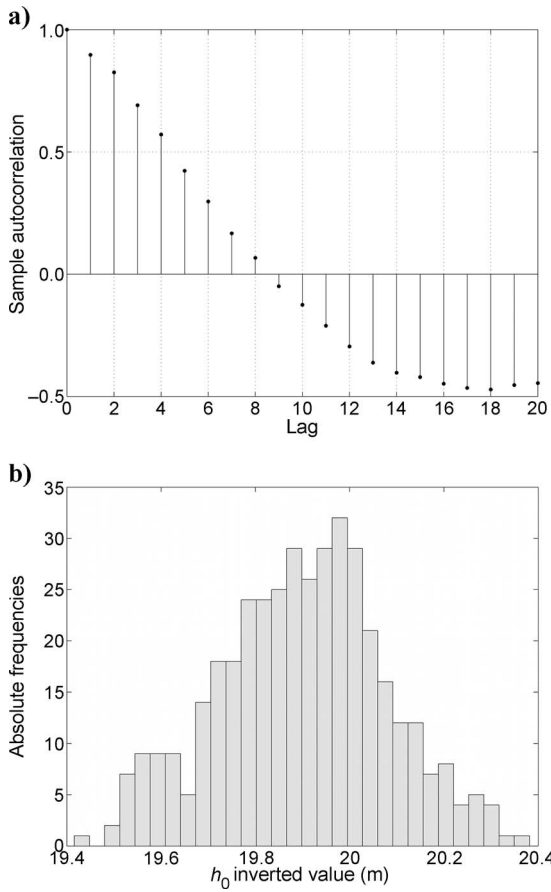 a)
1.0
0.5
0.0
–0.5
Sample autocorrelation
0 2 4 6 8 10 12 14 16 18 20
Lag
b)
35
30
25
20
15
10
5
0
Absolute frequencies
19.4 19.6 19.8 20 20.2 20.4
h0 inverted value (m)